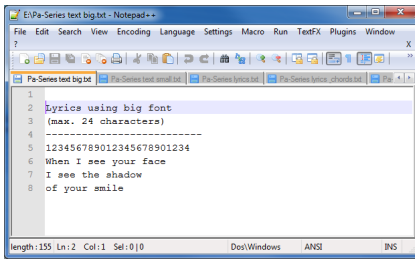 E:\Pa-Series text big.txt - Notepad++
File Edit Search View Encoding Language Settings Macro Run TextFX Plugins Window
? X
Pa-Series text big.txt Pa-Series text small.txt Pa-Series lyrics.txt Pa-Series lyrics_chords.txt Pa-
1
2 Lyrics using big font
3 (max. 24 characters)
4 ----------------------------
5 123456789012345678901234
6 When I see your face
7 I see the shadow
8 of your smile
length : 155 Ln : 2 Col : 1 Sel : 0 | 0 Dos\Windows ANSI INS